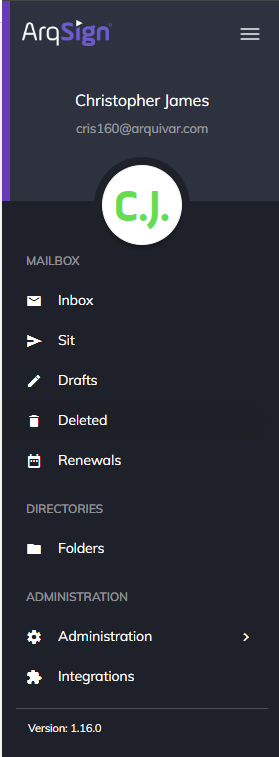 ArqSign
Christopher James
cris160@arquivar.com
C.J.
MAILBOX
Inbox
Sit
Drafts
Deleted
Renewals
DIRECTORIES
Folders
ADMINISTRATION
Administration
Integrations
Version: 1.16.0